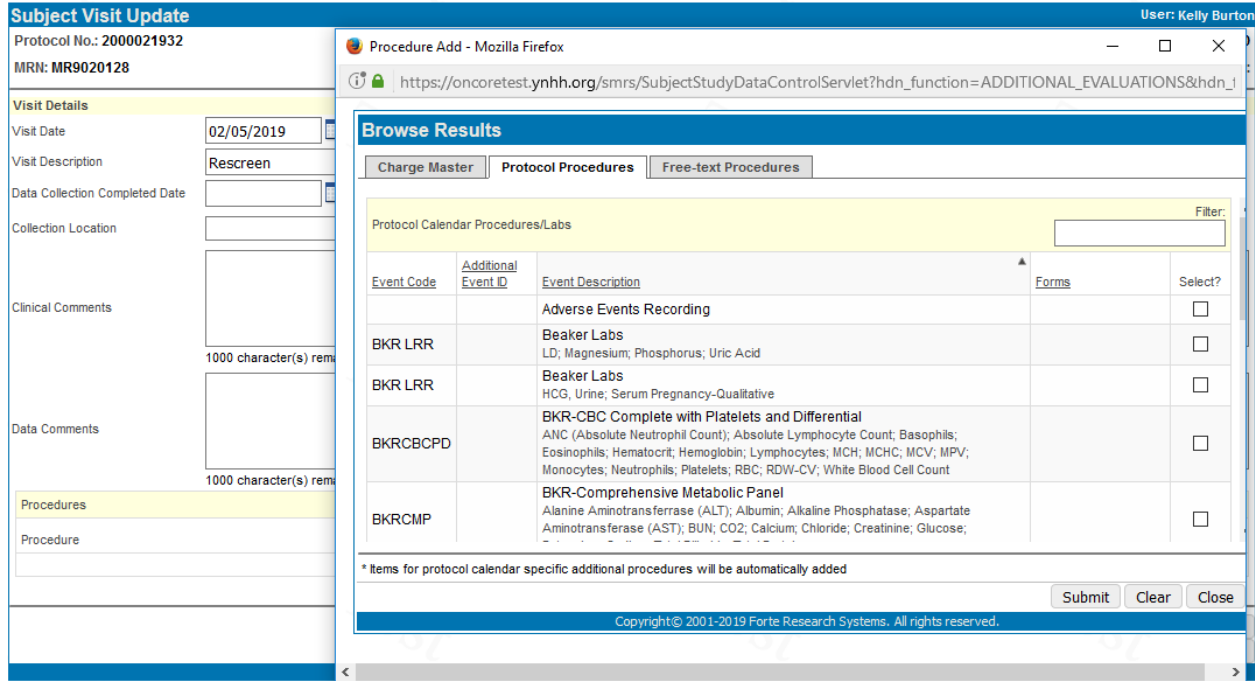 Subject Visit Update
User: Kelly Burton
Protocol No.: 2000021932
MRN: MR9020128
Visit Details
Visit Date 02/05/2019
Visit Description Rescreen
Data Collection Completed Date
Collection Location
Clinical Comments
1000 character(s) rema
Data Comments
1000 character(s) rema
Procedures
Procedure
Procedure Add - Mozilla Firefox
https://oncoretest.ynhh.org/smrs/SubjectStudyDataControlServlet?hdn_function=ADDITIONAL_EVALUATIONS&hdn_
Browse Results
Charge Master Protocol Procedures Free-text Procedures
Protocol Calendar Procedures/Labs
Filter:
Event Code Additional Event ID Event Description Forms Select?
Adverse Events Recording
BKR LRR Beaker Labs
LD; Magnesium; Phosphorus; Uric Acid
BKR LRR Beaker Labs
HCG, Urine; Serum Pregnancy-Qualitative
BKRCBCPD BKR-CBC Complete with Platelets and Differential
ANC (Absolute Neutrophil Count); Absolute Lymphocyte Count; Basophils;
Eosinophils; Hematocrit; Hemoglobin; Lymphocytes; MCH; MCHC; MCV; MPV;
Monocytes; Neutrophils; Platelets; RBC; RDW-CV; White Blood Cell Count
BKRCMP BKR-Comprehensive Metabolic Panel
Alanine Aminotransferrase (ALT); Albumin; Alkaline Phosphatase; Aspartate
Aminotransferase (AST); BUN; CO2; Calcium; Chloride; Creatinine; Glucose;
* Items for protocol calendar specific additional procedures will be automatically added
Submit Clear Close
Copyright© 2001-2019 Forte Research Systems. All rights reserved.